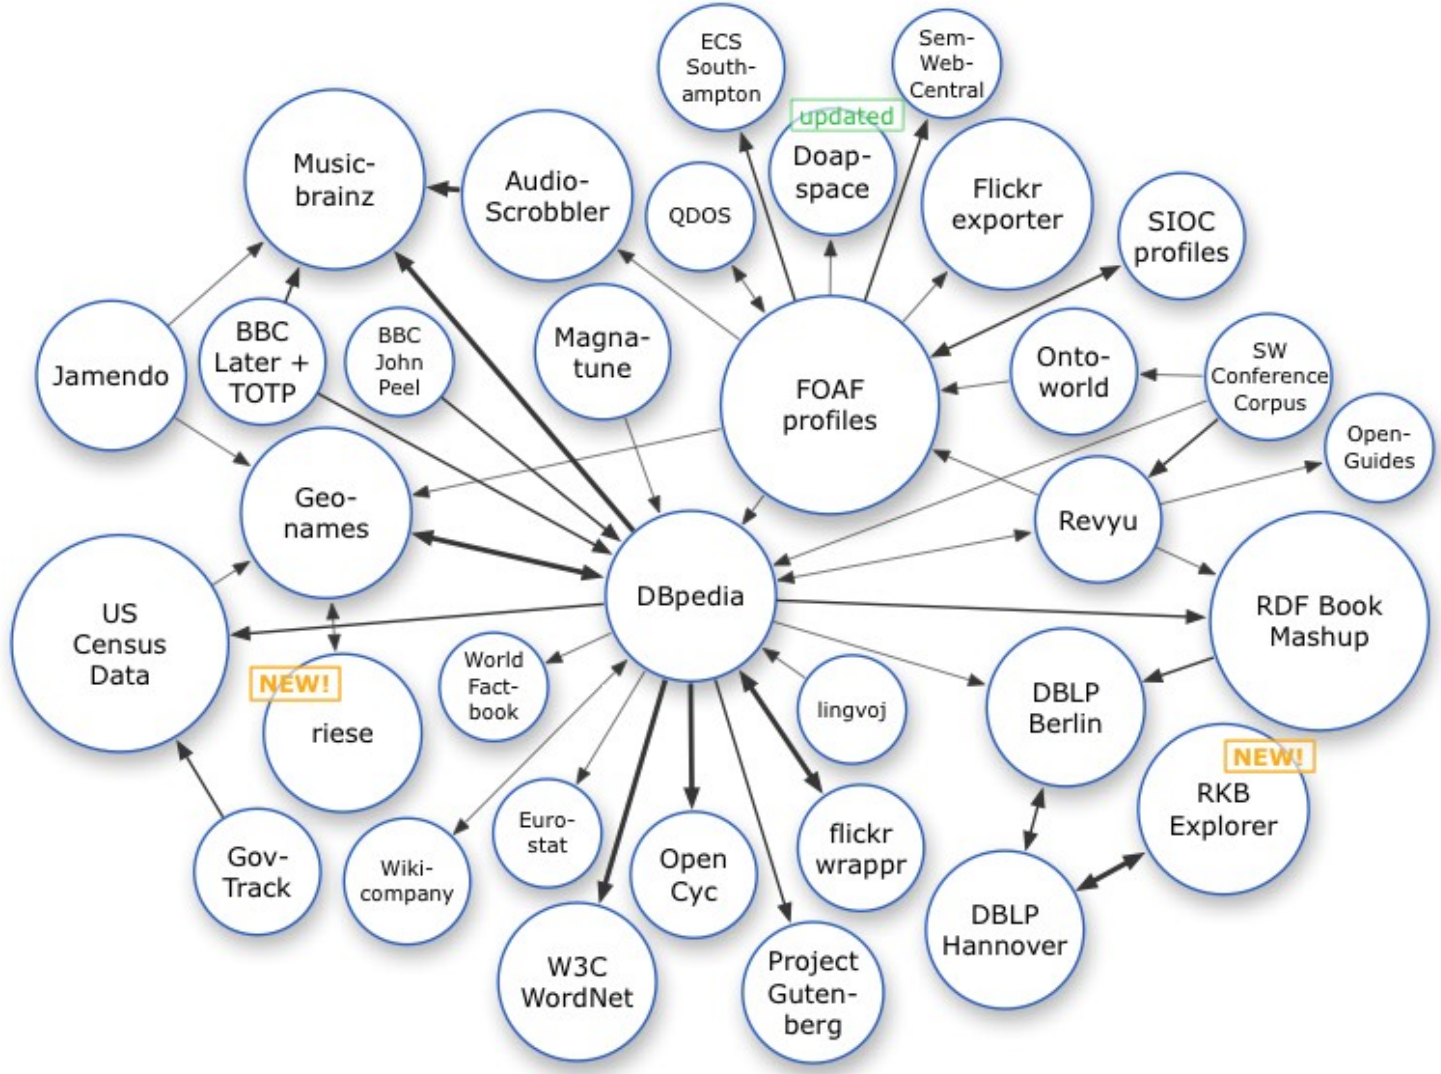 ECS
South-
ampton
Sem-
Web-
Central
updated
Doap-
space
Music-
brainz
Audio-
Scrobbler
QDOS
Flickr
exporter
SIOC
profiles
Jamendo
BBC
Later +
TOTP
BBC
John
Peel
Magna-
tune
FOAF
profiles
Onto-
world
SW
Conference
Corpus
Open-
Guides
Geo-
names
Revyu
DBpedia
US
Census
Data
RDF Book
Mashup
World
Fact-
book
NEW!
riese
lingvoj
DBLP
Berlin
NEW!
RKB
Explorer
Gov-
Track
Wiki-
company
Euro-
stat
Open
Cyc
flickr
wrappr
DBLP
Hannover
W3C
WordNet
Project
Guten-
berg